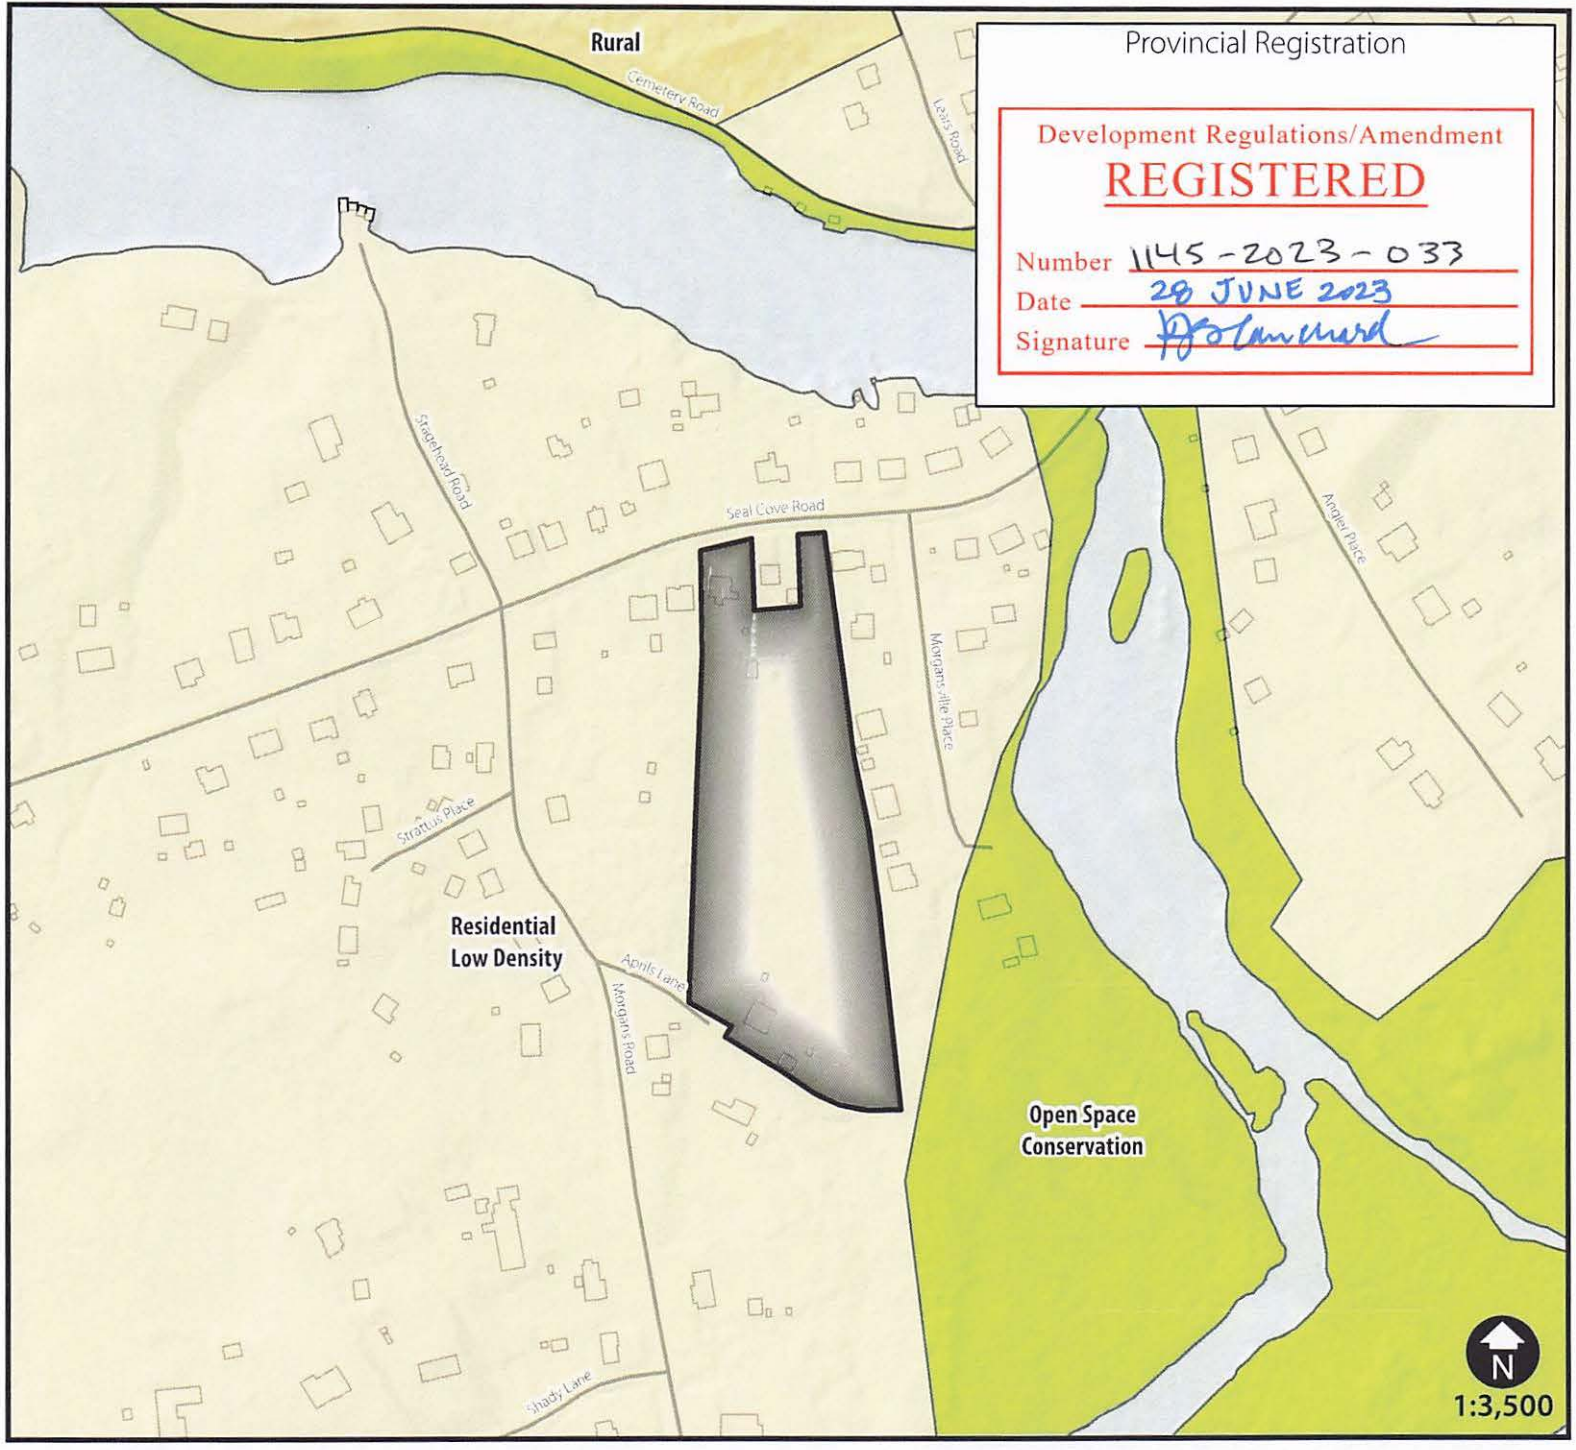 Rural
Cemetery Road
Lears Road
Provincial Registration
Development Regulations/Amendment
REGISTERED
Number 1145-2023-033
Date 28 JUNE 2023
Signature
Stagehead Road
Seal Cove Road
Angler Place
Morgansville Place
Strattus Place
Residential
Low Density
Aprils Lane
Morgans Road
Open Space
Conservation
Shady Lane
N
1:3,500